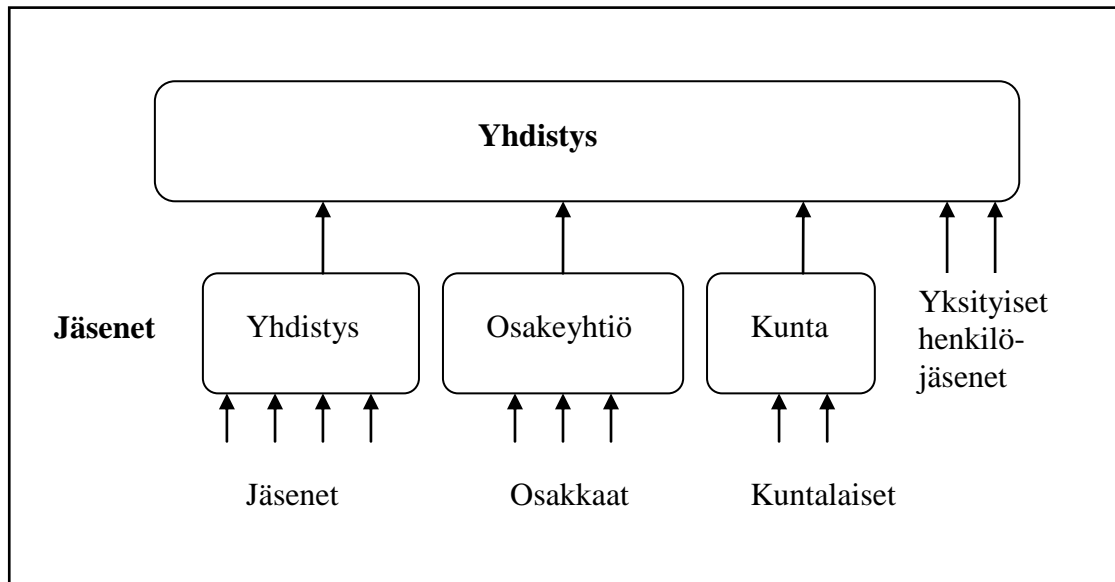 Yhdistys
Jäsenet
Yhdistys
Osakeyhtiö
Kunta
Yksityiset
henkilö-
jäsenet
Jäsenet
Osakkaat
Kuntalaiset